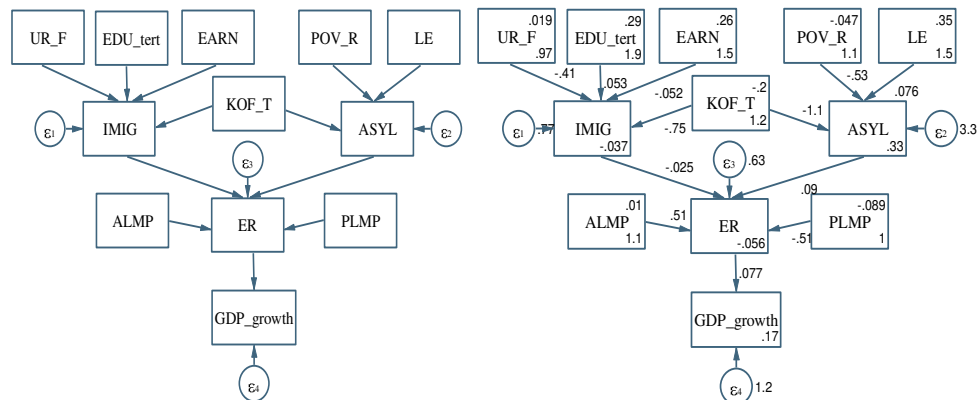 UR_F
EDU_tert
EARN
POV_R
LE
KOF_T
ε1
IMIG
ASYL
ε2
ε3
ALMP
ER
PLMP
GDP_growth
ε4
.019
UR_F
.97
.29
EDU_tert
1.9
.26
EARN
1.5
-.047
POV_R
1.1
.35
LE
1.5
-.41
.053
-.052
-.53
.076
-.2
KOF_T
1.2
ε1
.77
IMIG
-.037
-.75
-1.1
ASYL
.33
ε2
3.3
-.025
ε3
.63
.09
.01
ALMP
1.1
.51
ER
-.056
-.51
-.089
PLMP
1
.077
GDP_growth
.17
ε4
1.2